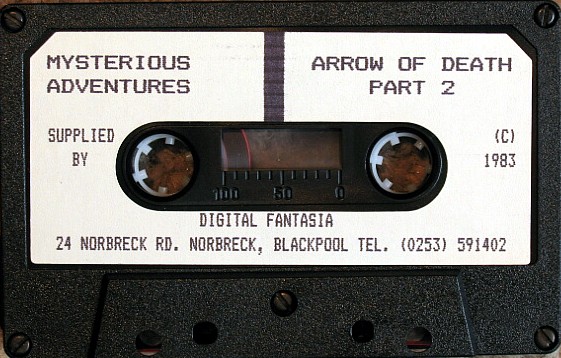 MYSTERIOUS
ADVENTURES
ARROW OF DEATH
PART 2
SUPPLIED
BY
(C)
1983
100 50 0
DIGITAL FANTASIA
24 NORBRECK RD. NORBRECK, BLACKPOOL TEL. (0253) 591402